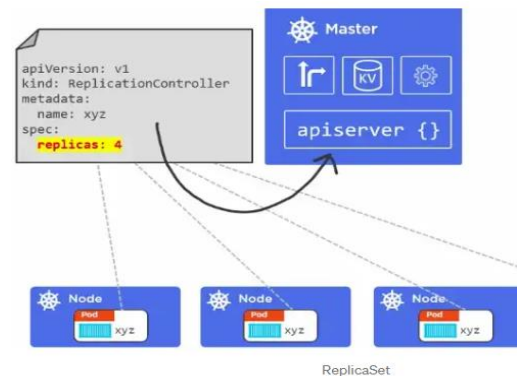 apiVersion: v1
kind: ReplicationController
metadata:
name: xyz
spec:
replicas: 4
Master
KV
apiserver {}
Node
Pod
xyz
Node
Pod
xyz
Node
Pod
xyz
ReplicaSet